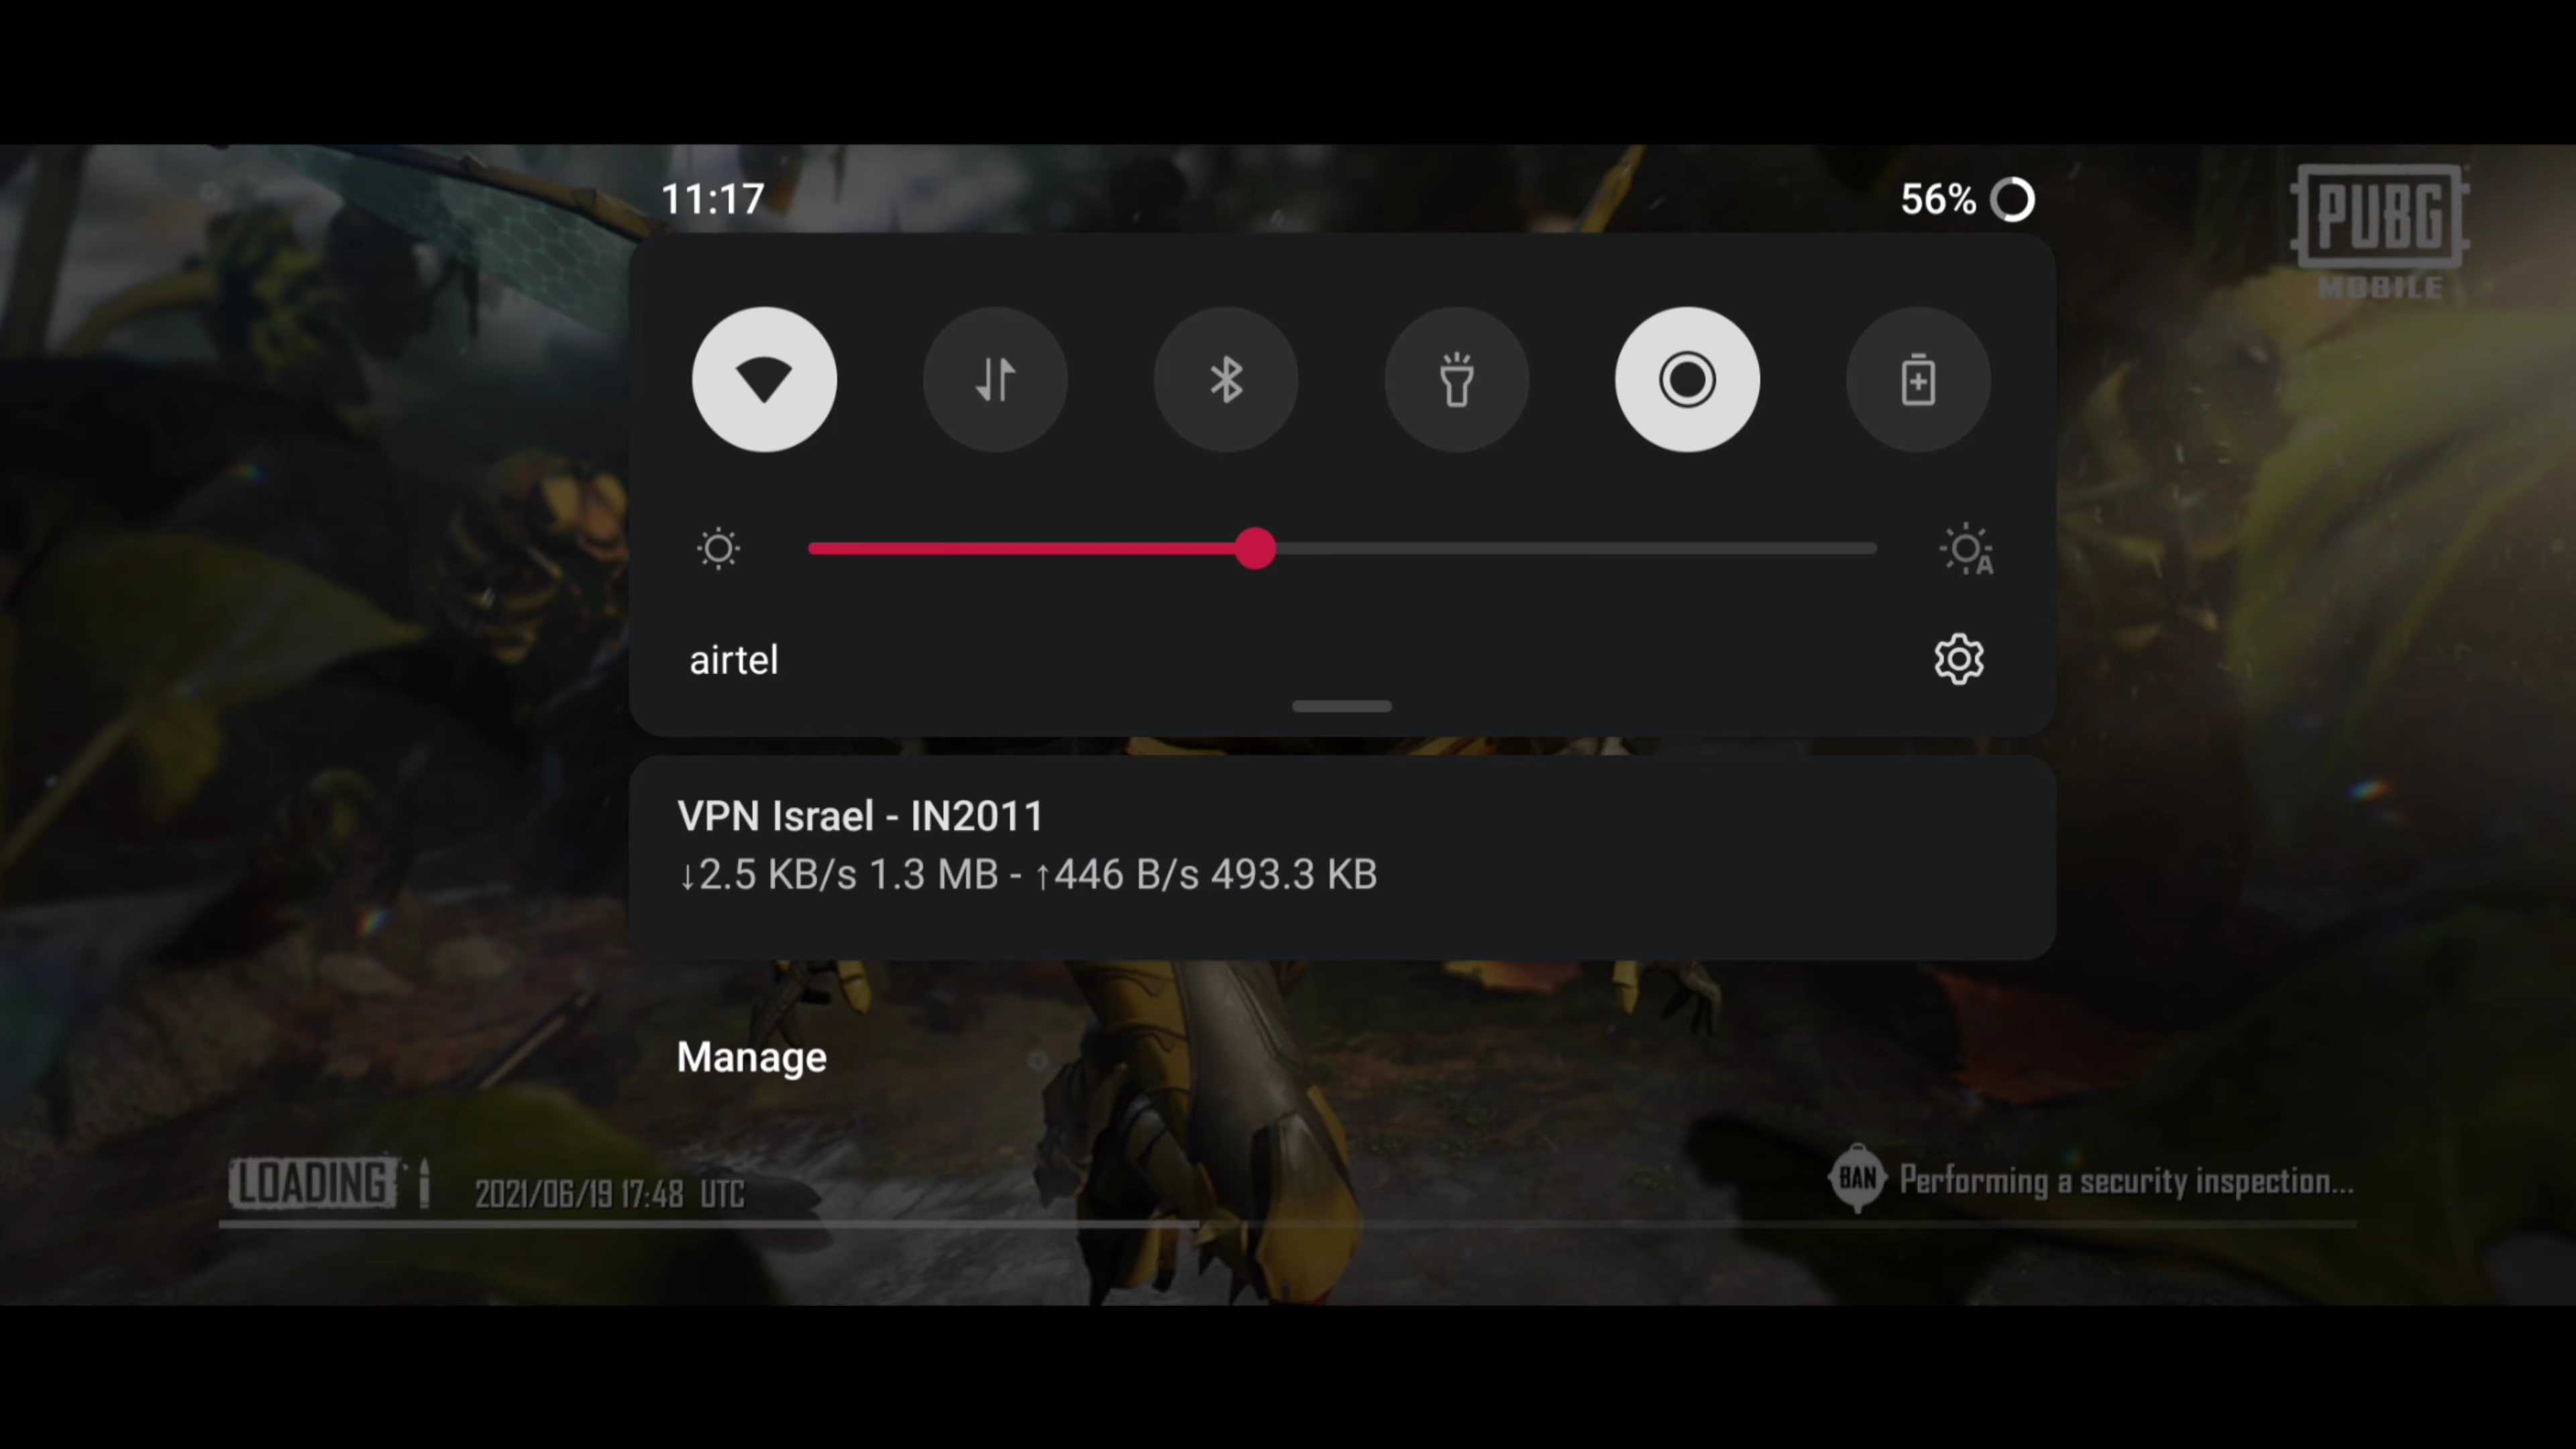 11:17
56%
PUBG
MOBILE
A
airtel
VPN Israel - IN2011
↓2.5 KB/s 1.3 MB - ↑446 B/s 493.3 KB
Manage
LOADING
2021/06/19 17:48 UTC
BAN
Performing a security inspection...